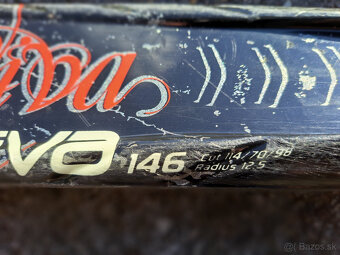 EVO 146 Cut 114/70/98
Radius 12.5
© Bazos.sk